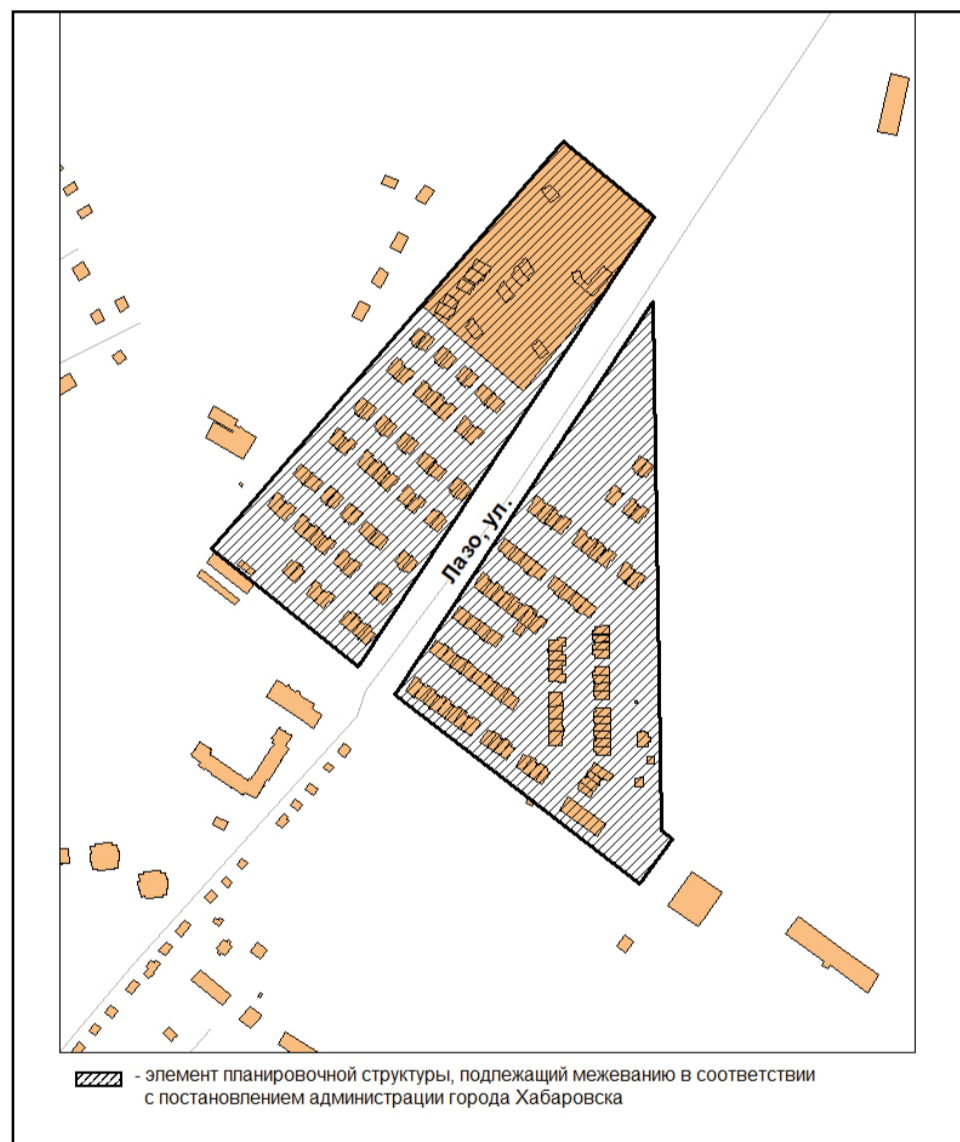 Лазо, ул.
- элемент планировочной структуры, подлежащий межеванию в соответствии
с постановлением администрации города Хабаровска